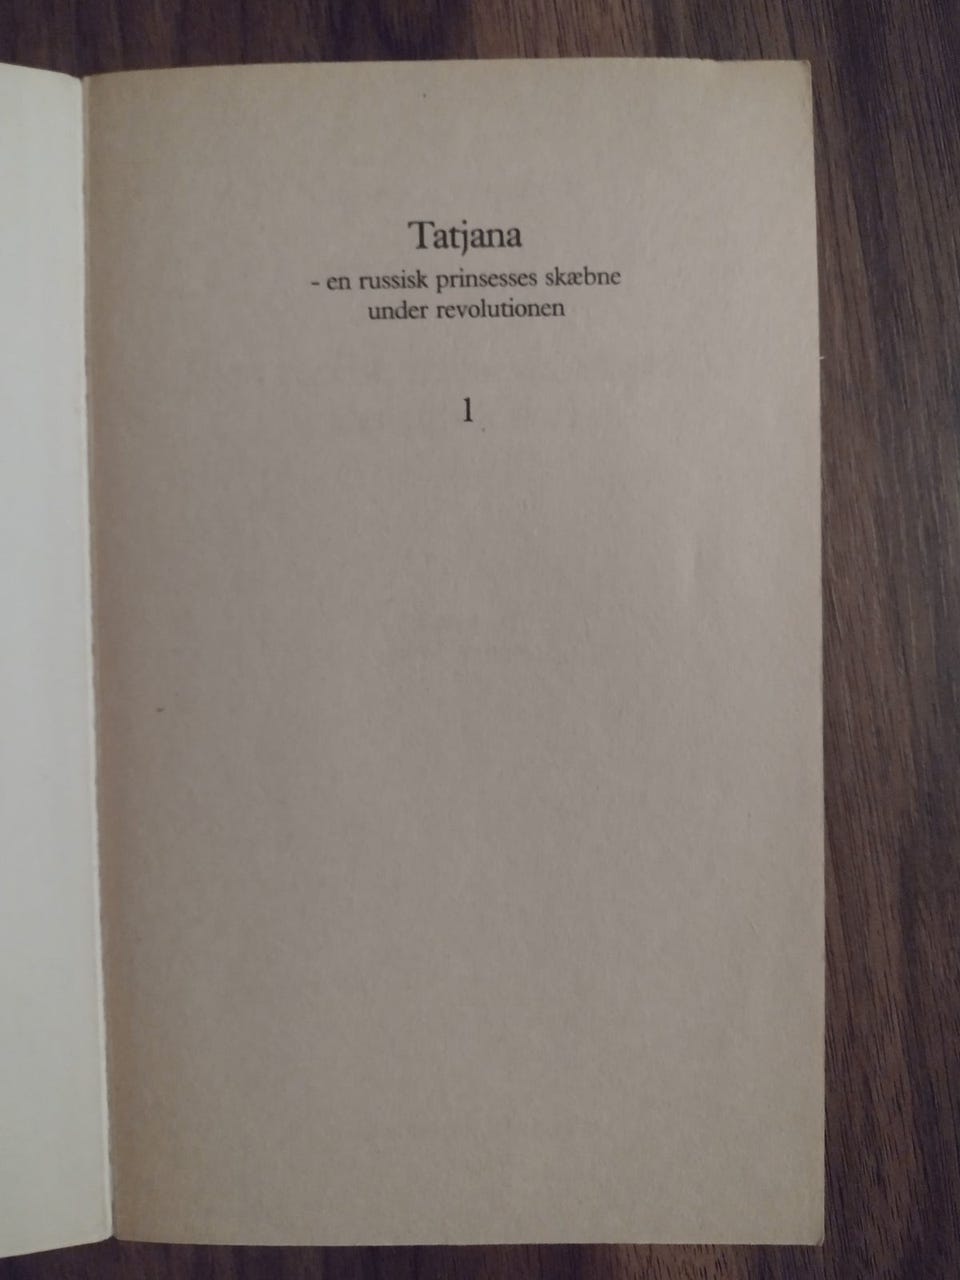 Tatjana
- en russisk prinsesses skæbne
under revolutionen
1